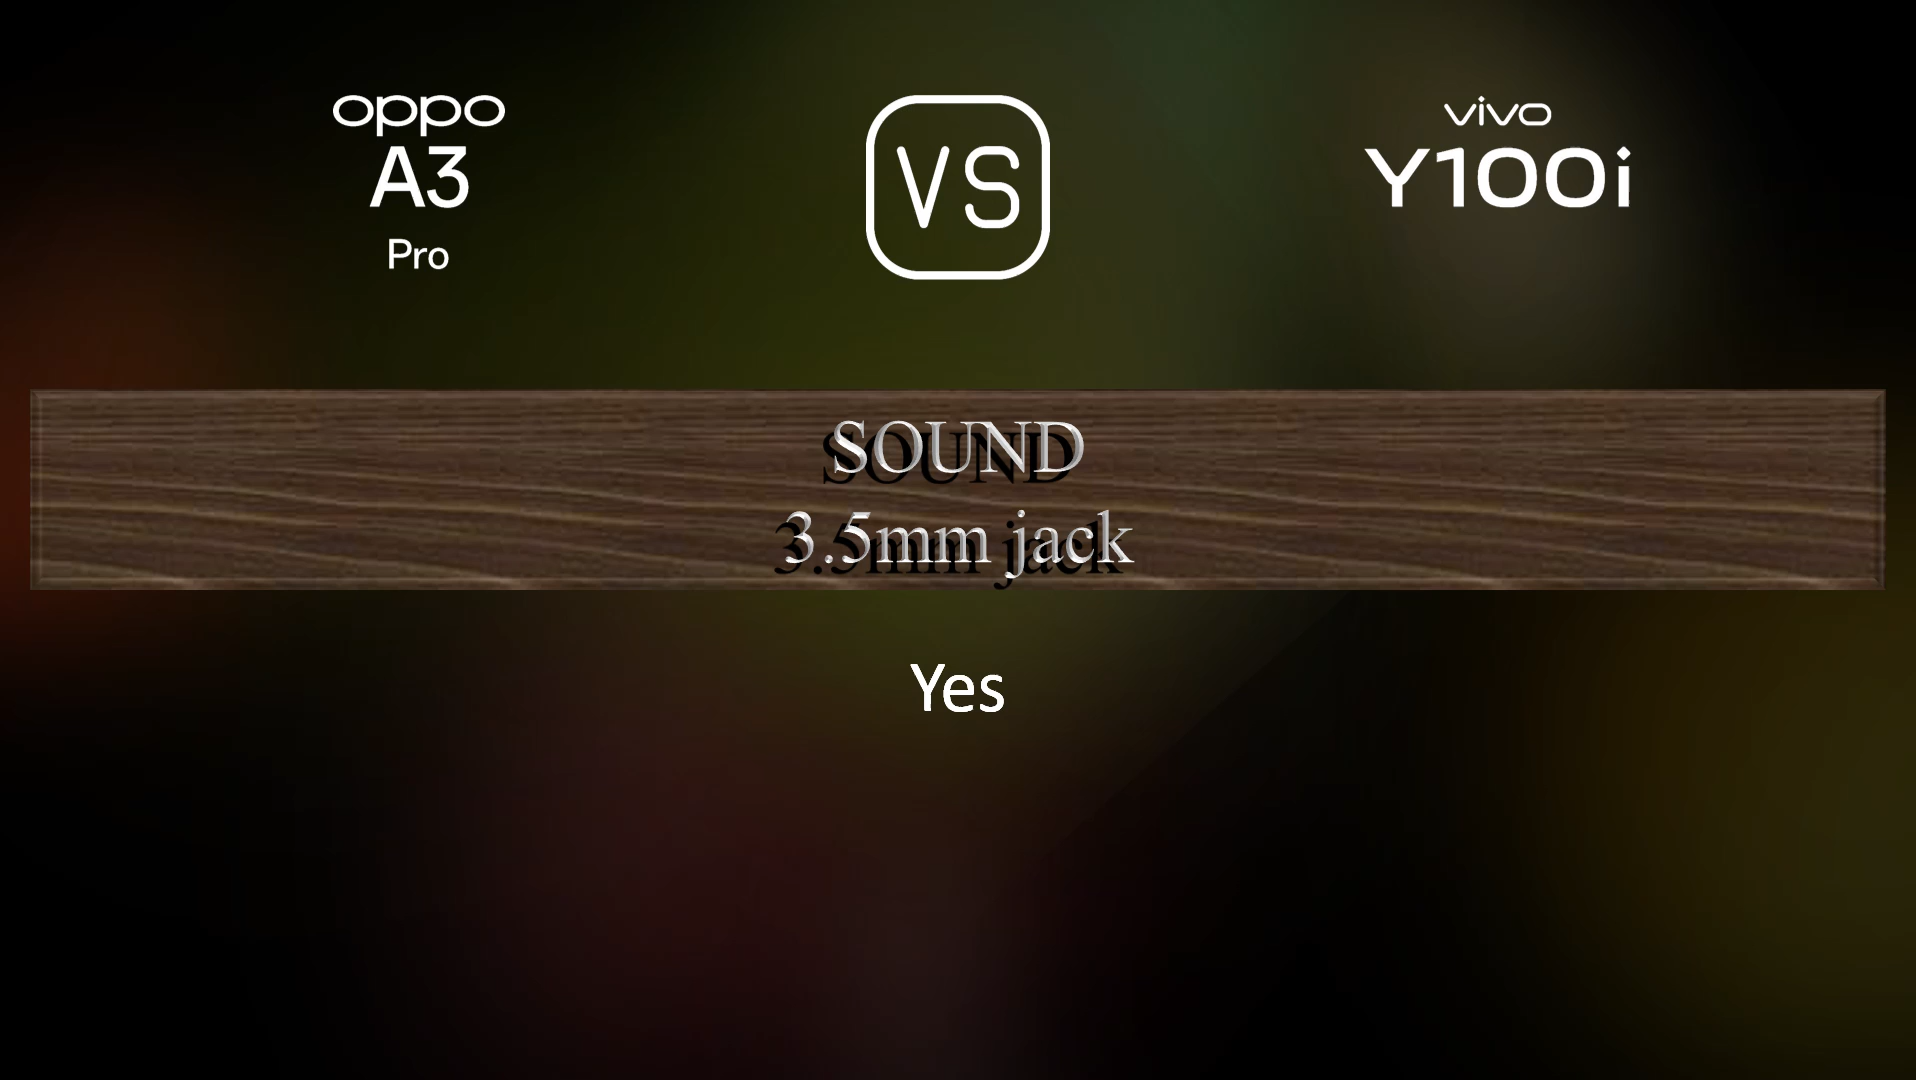 oppo
A3
Pro
VS
vivo
Y100i
SOUND
3.5mm jack
Yes